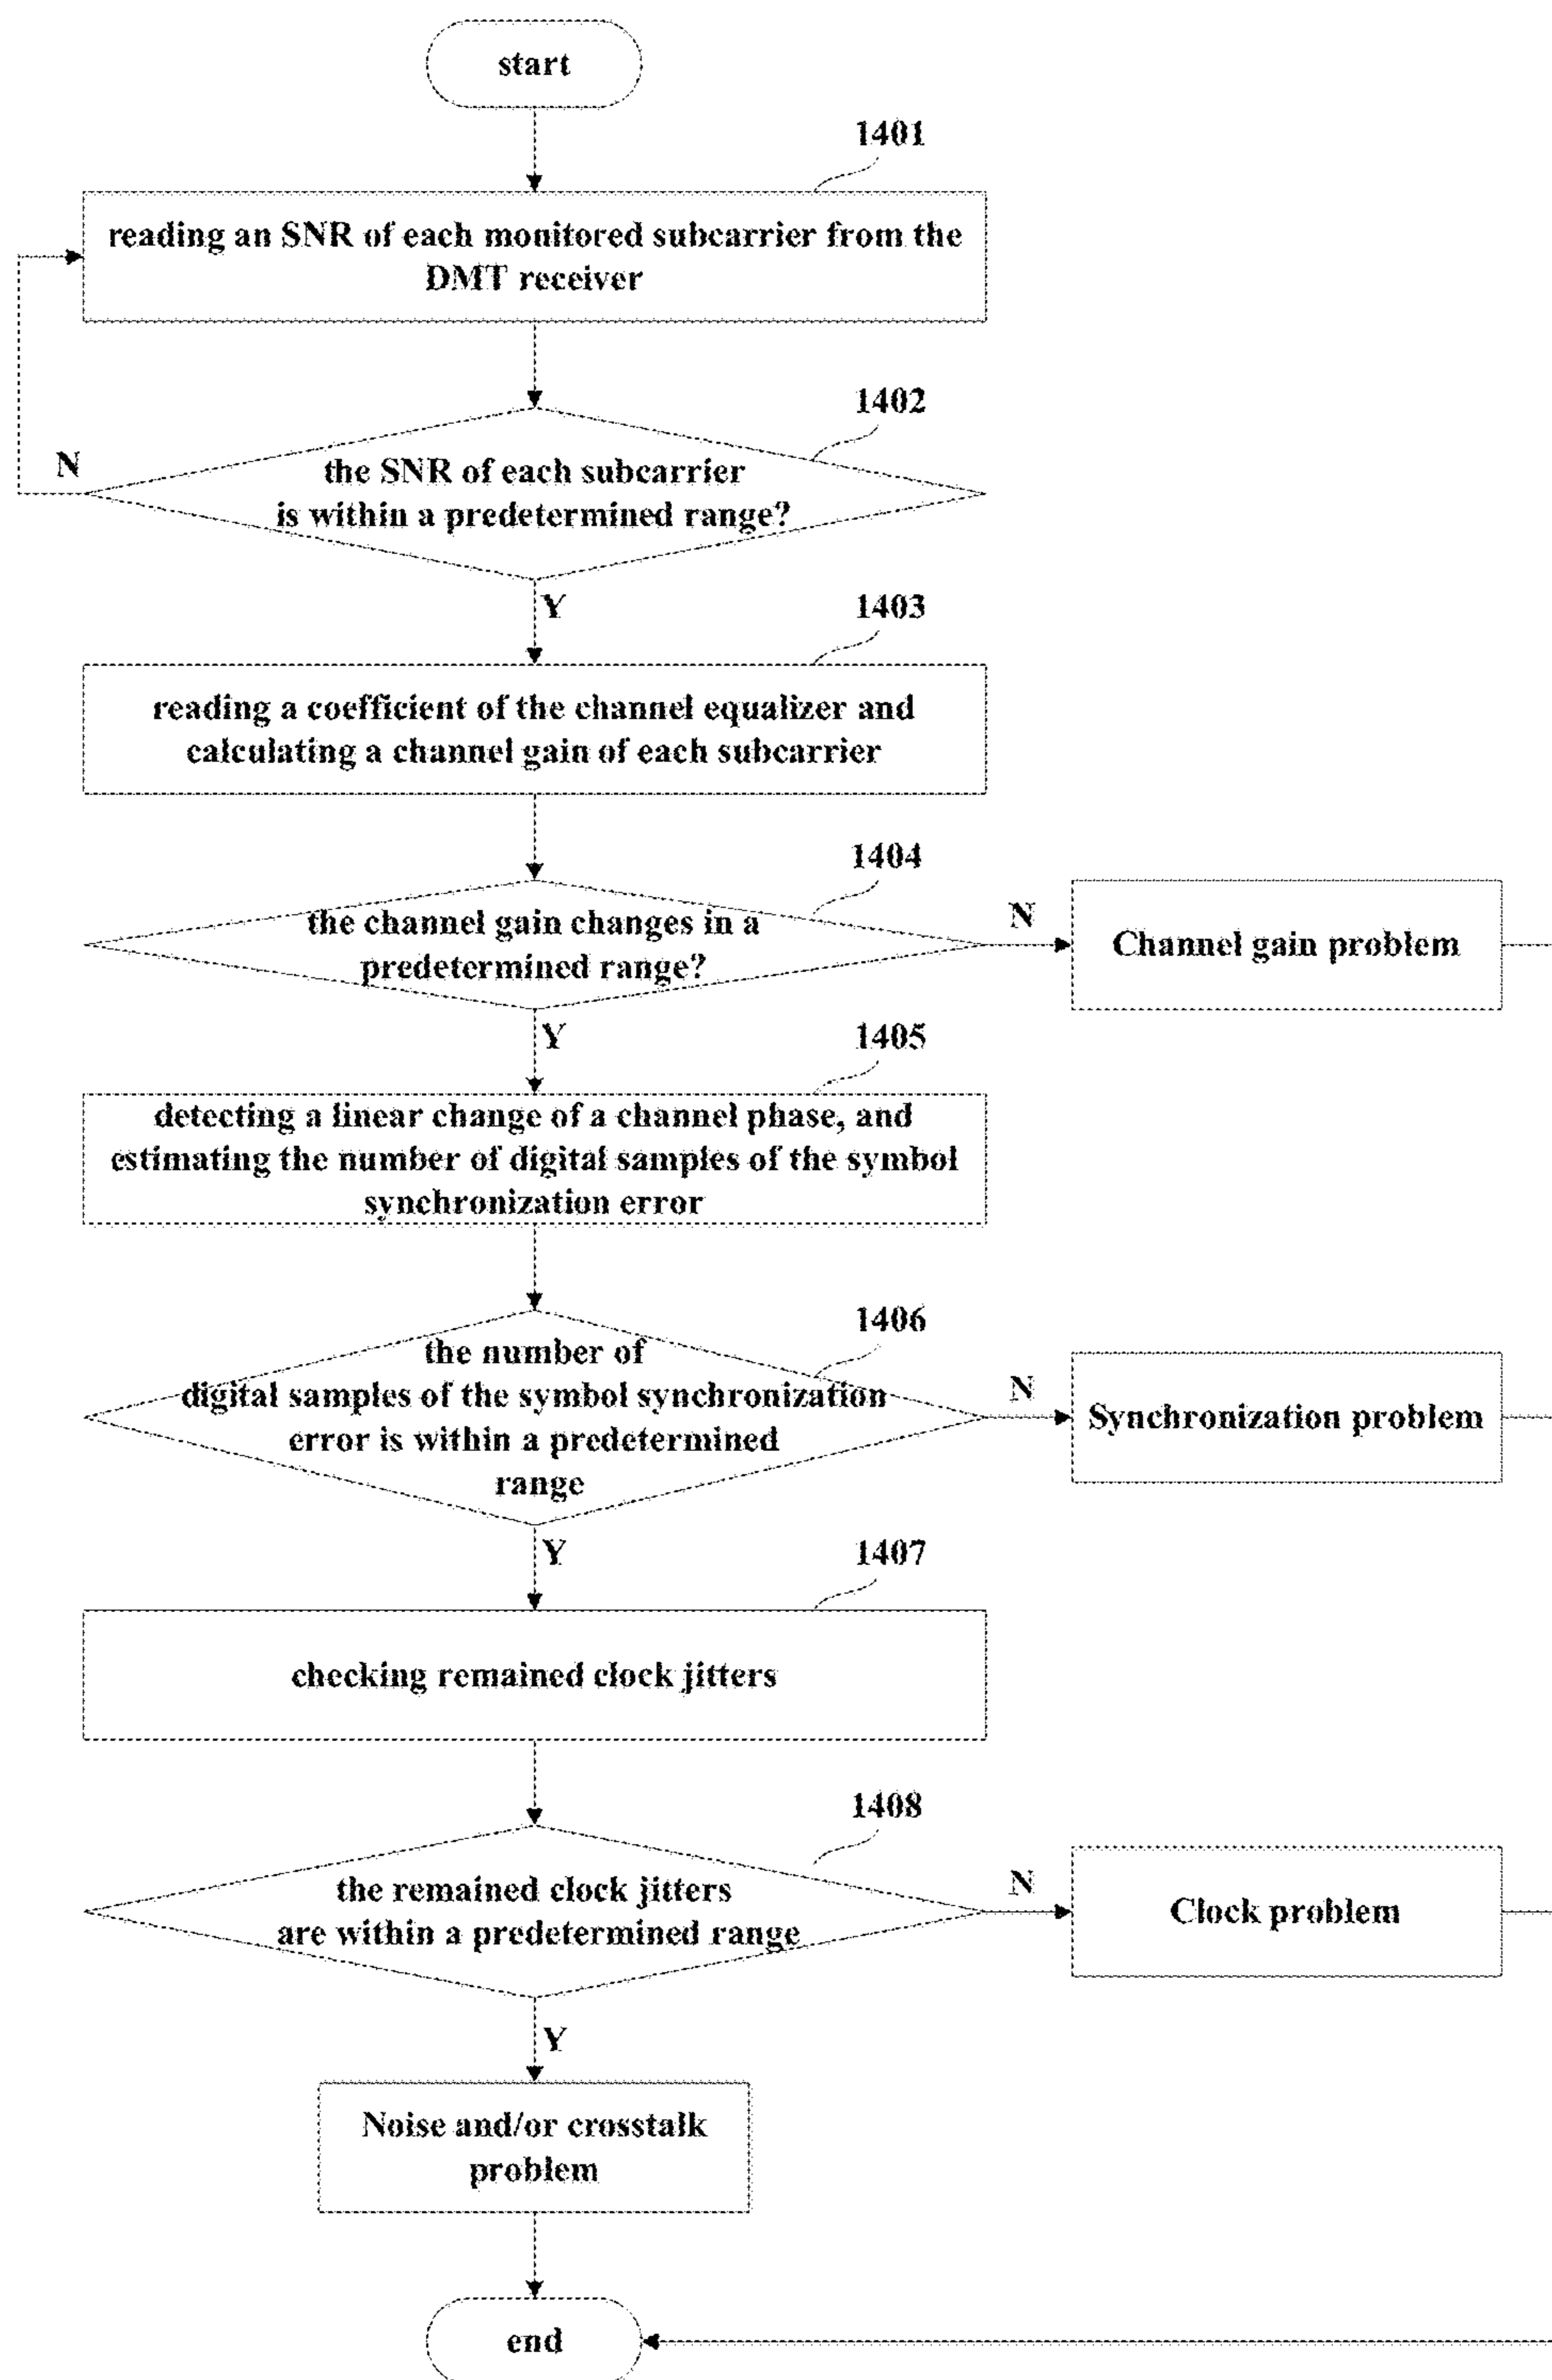 start
1401
reading an SNR of each monitored subcarrier from the
DMT receiver
1402
N
the SNR of each subcarrier
is within a predetermined range?
Y
1403
reading a coefficient of the channel equalizer and
calculating a channel gain of each subcarrier
1404
the channel gain changes in a
predetermined range?
N
Channel gain problem
Y
1405
detecting a linear change of a channel phase, and
estimating the number of digital samples of the symbol
synchronization error
1406
the number of
digital samples of the symbol synchronization
error is within a predetermined
range
N
Synchronization problem
Y
1407
checking remained clock jitters
1408
the remained clock jitters
are within a predetermined range
N
Clock problem
Y
Noise and/or crosstalk
problem
end